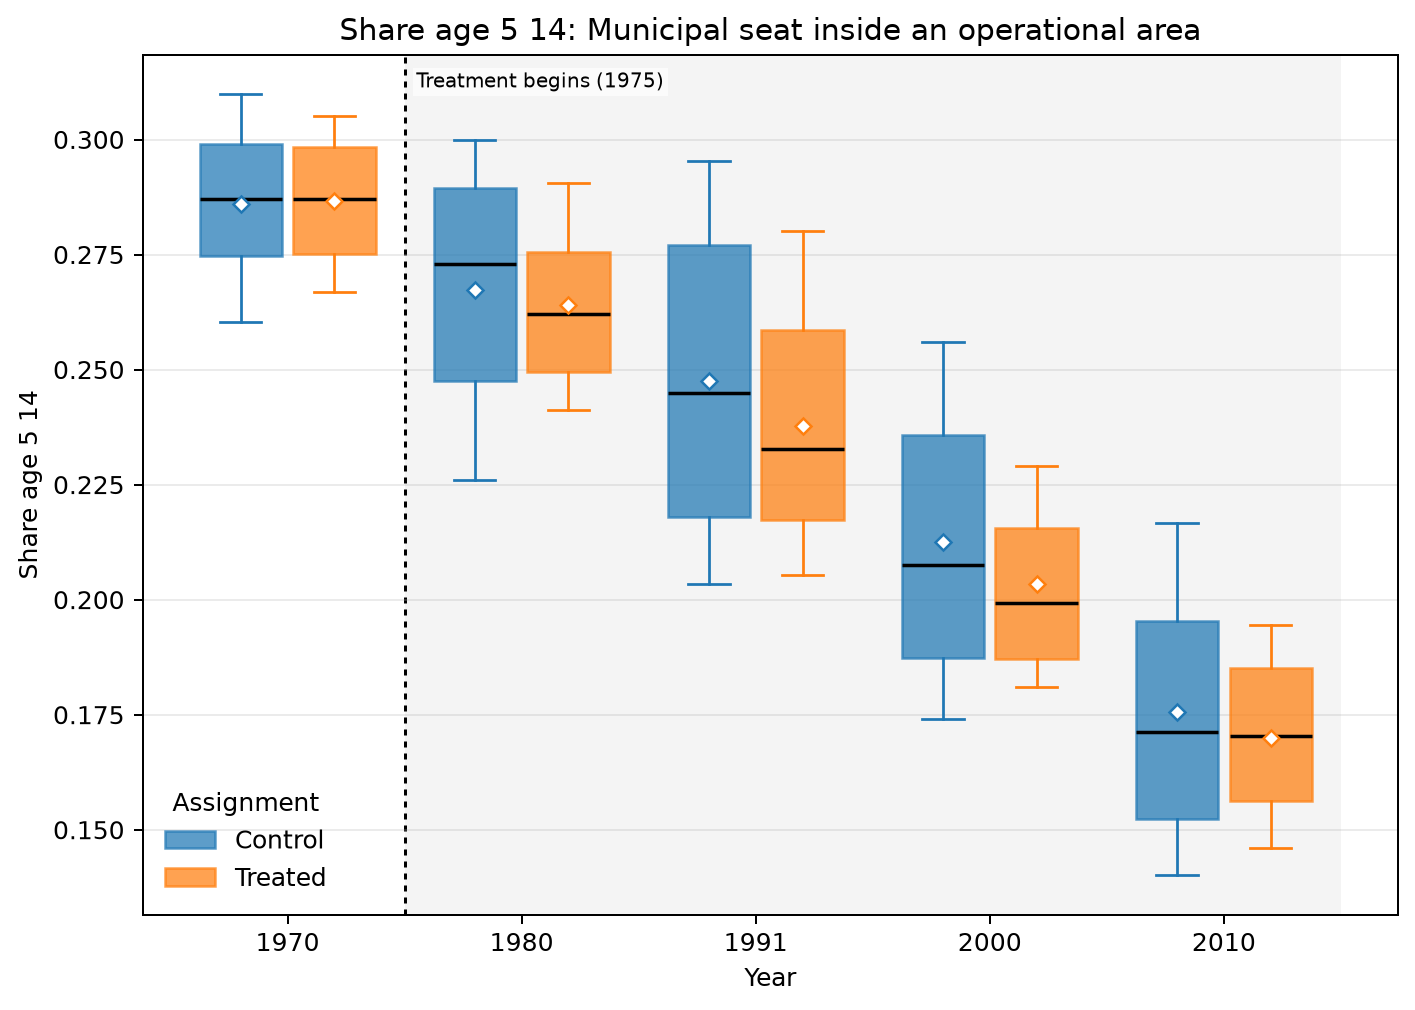 Share age 5 14: Municipal seat inside an operational area
Treatment begins (1975)
Share age 5 14
0.300
0.275
0.250
0.225
0.200
0.175
0.150
Assignment
Control
Treated
1970
1980
1991
2000
2010
Year